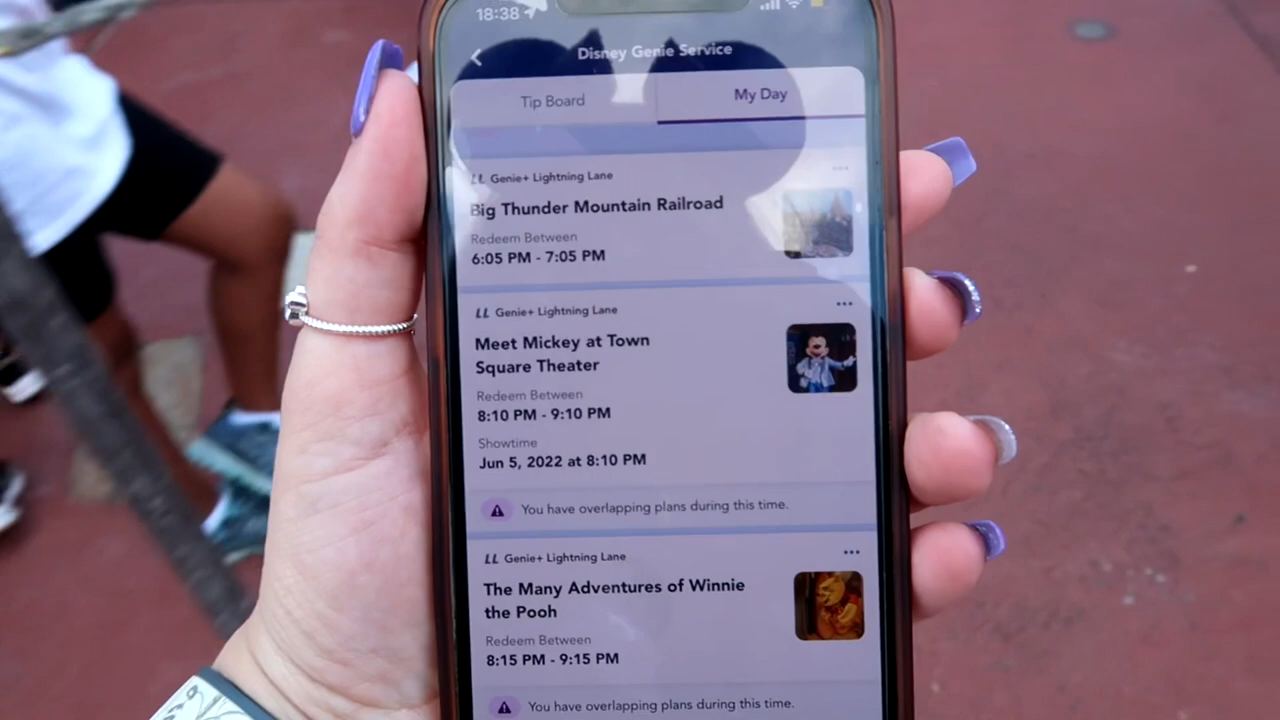 18:38
Disney Genie Service
Tip Board
My Day
LL Genie+ Lightning Lane
Big Thunder Mountain Railroad
Redeem Between
6:05 PM - 7:05 PM
LL Genie+ Lightning Lane
Meet Mickey at Town
Square Theater
Redeem Between
8:10 PM - 9:10 PM
Showtime
Jun 5, 2022 at 8:10 PM
You have overlapping plans during this time.
LL Genie+ Lightning Lane
The Many Adventures of Winnie
the Pooh
Redeem Between
8:15 PM - 9:15 PM
You have overlapping plans during this time.